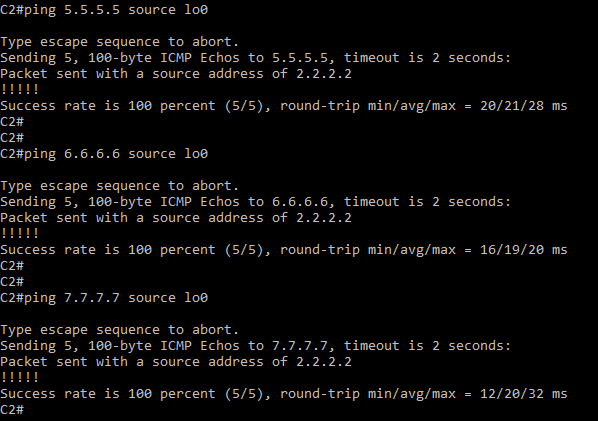 C2#ping 5.5.5.5 source lo0
Type escape sequence to abort.
Sending 5, 100-byte ICMP Echos to 5.5.5.5, timeout is 2 seconds:
Packet sent with a source address of 2.2.2.2
!!!!!
Success rate is 100 percent (5/5), round-trip min/avg/max = 20/21/28 ms
C2#
C2#
C2#ping 6.6.6.6 source lo0
Type escape sequence to abort.
Sending 5, 100-byte ICMP Echos to 6.6.6.6, timeout is 2 seconds:
Packet sent with a source address of 2.2.2.2
!!!!!
Success rate is 100 percent (5/5), round-trip min/avg/max = 16/19/20 ms
C2#
C2#
C2#ping 7.7.7.7 source lo0
Type escape sequence to abort.
Sending 5, 100-byte ICMP Echos to 7.7.7.7, timeout is 2 seconds:
Packet sent with a source address of 2.2.2.2
!!!!!
Success rate is 100 percent (5/5), round-trip min/avg/max = 12/20/32 ms
C2#